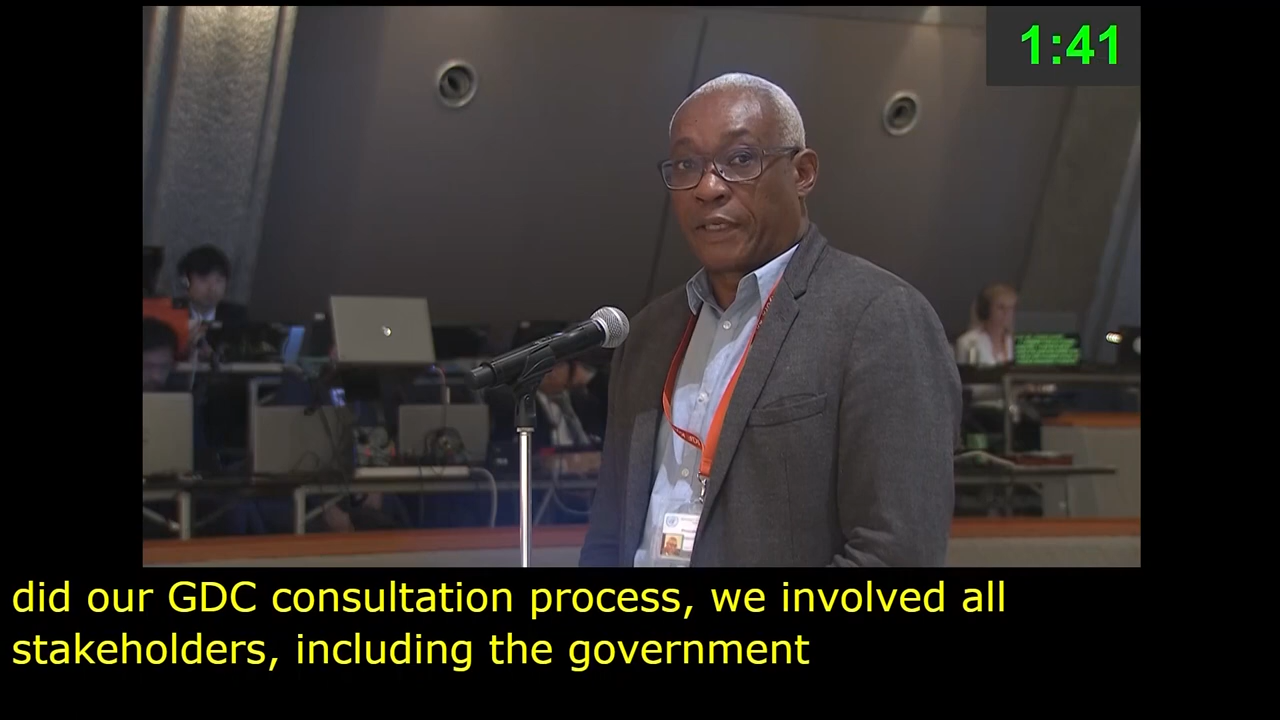 1:41
did our GDC consultation process, we involved all
stakeholders, including the government